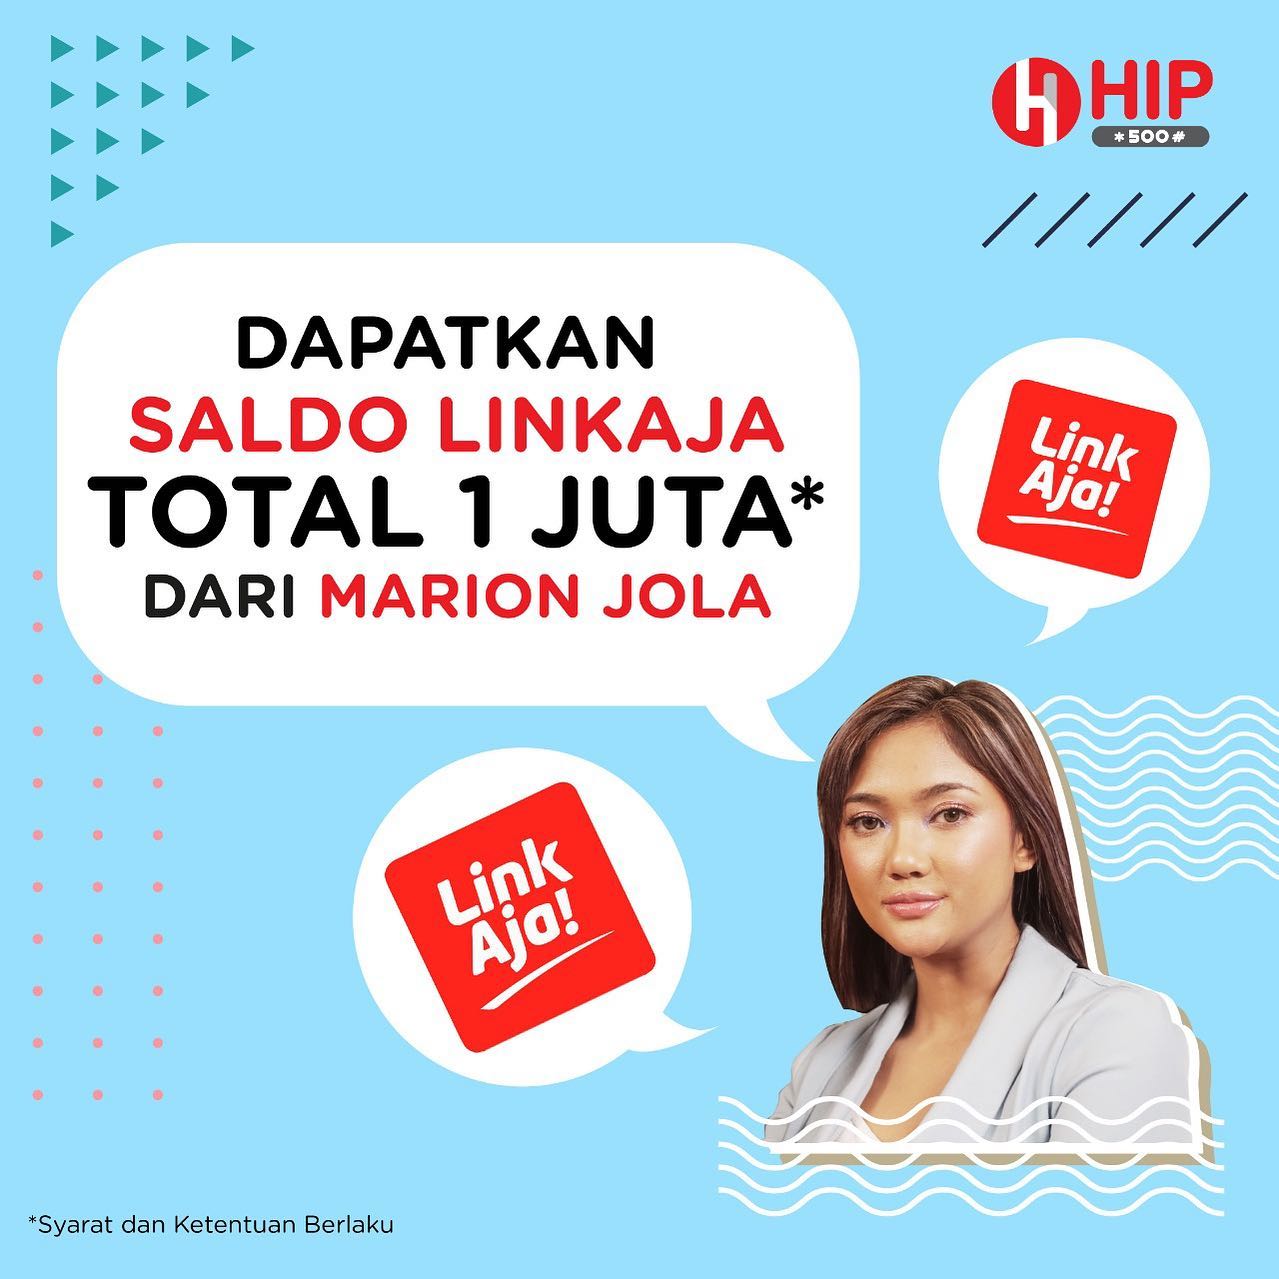 HIP
*500#
DAPATKAN
SALDO LINKAJA
TOTAL 1 JUTA*
DARI MARION JOLA
Link
Aja!
Link
Aja!
*Syarat dan Ketentuan Berlaku